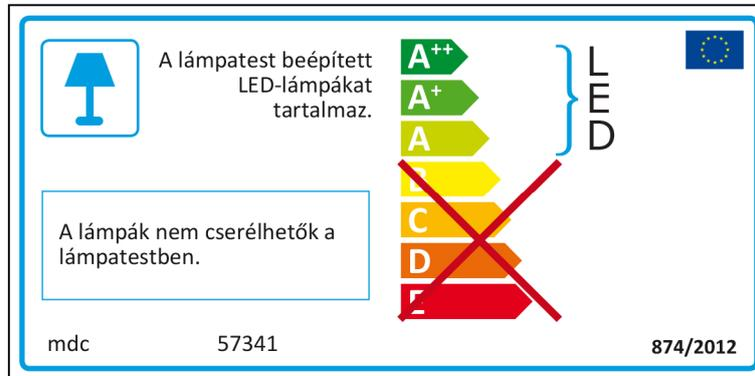 A lámpatest beépített
LED-lámpákat
tartalmaz.
A++
A+
A
B
C
D
E
L
E
D
A lámpák nem cserélhetők a
lámpatestben.
mdc 57341
874/2012